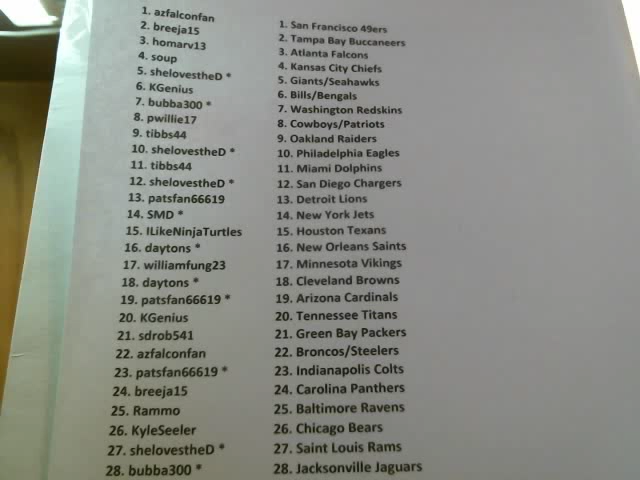 1. azfalconfan
2. breeja15
3. homarv13
4. soup
5. shelovestheD *
6. KGenius
7. bubba300 *
8. pwillie17
9. tibbs44
10. shelovestheD *
11. tibbs44
12. shelovestheD *
13. patsfan66619
14. SMD *
15. ILikeNinjaTurtles
16. daytons *
17. williamfung23
18. daytons *
19. patsfan66619 *
20. KGenius
21. sdrob541
22. azfalconfan
23. patsfan66619 *
24. breeja15
25. Rammo
26. KyleSeeler
27. shelovestheD *
28. bubba300 *
1. San Francisco 49ers
2. Tampa Bay Buccaneers
3. Atlanta Falcons
4. Kansas City Chiefs
5. Giants/Seahawks
6. Bills/Bengals
7. Washington Redskins
8. Cowboys/Patriots
9. Oakland Raiders
10. Philadelphia Eagles
11. Miami Dolphins
12. San Diego Chargers
13. Detroit Lions
14. New York Jets
15. Houston Texans
16. New Orleans Saints
17. Minnesota Vikings
18. Cleveland Browns
19. Arizona Cardinals
20. Tennessee Titans
21. Green Bay Packers
22. Broncos/Steelers
23. Indianapolis Colts
24. Carolina Panthers
25. Baltimore Ravens
26. Chicago Bears
27. Saint Louis Rams
28. Jacksonville Jaguars